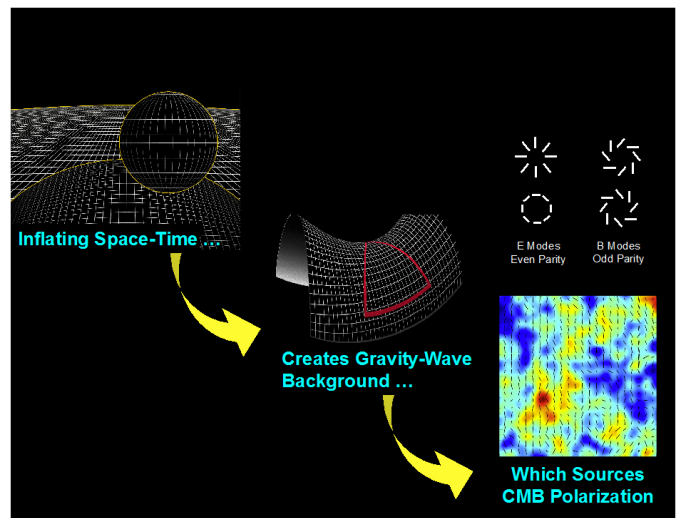 Inflating Space-Time ...
Creates Gravity-Wave
Background ...
E Modes
Even Parity
B Modes
Odd Parity
Which Sources
CMB Polarization